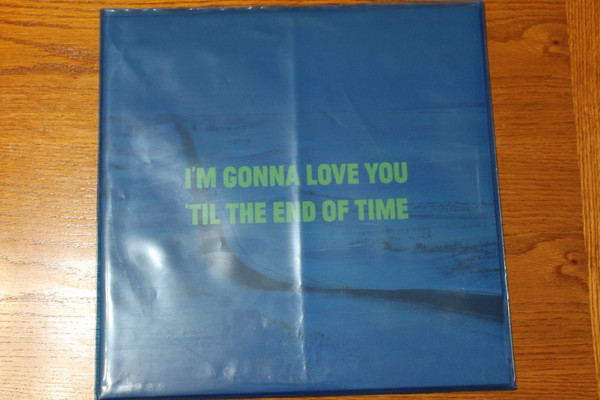 I'M GONNA LOVE YOU
'TIL THE END OF TIME